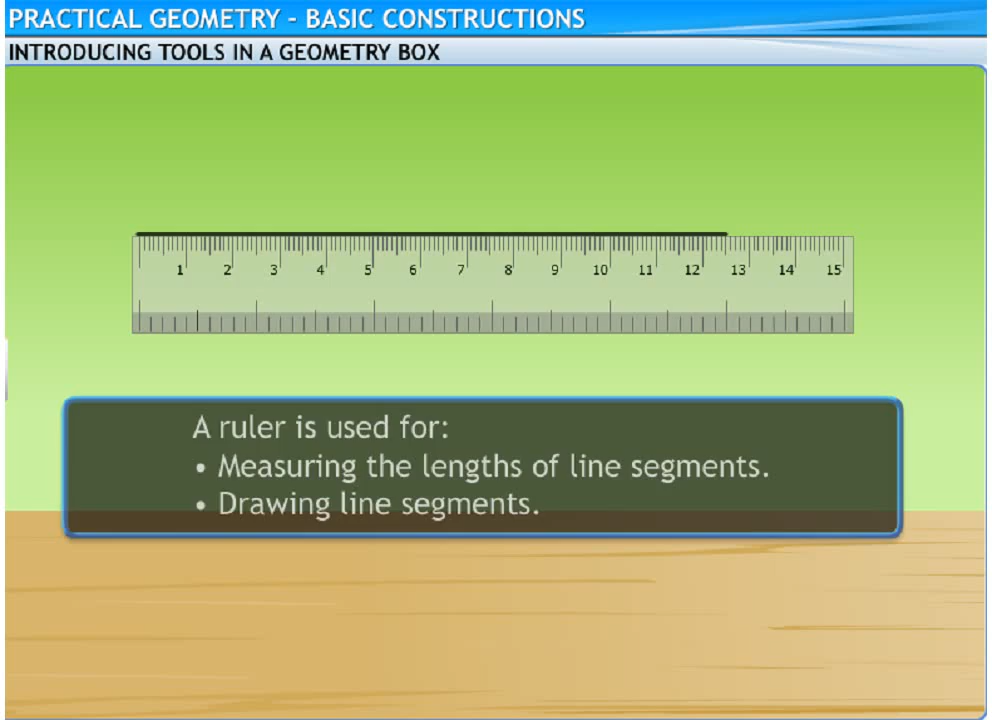 PRACTICAL GEOMETRY - BASIC CONSTRUCTIONS
INTRODUCING TOOLS IN A GEOMETRY BOX
1 2 3 4 5 6 7 8 9 10 11 12 13 14 15
A ruler is used for:
• Measuring the lengths of line segments.
• Drawing line segments.